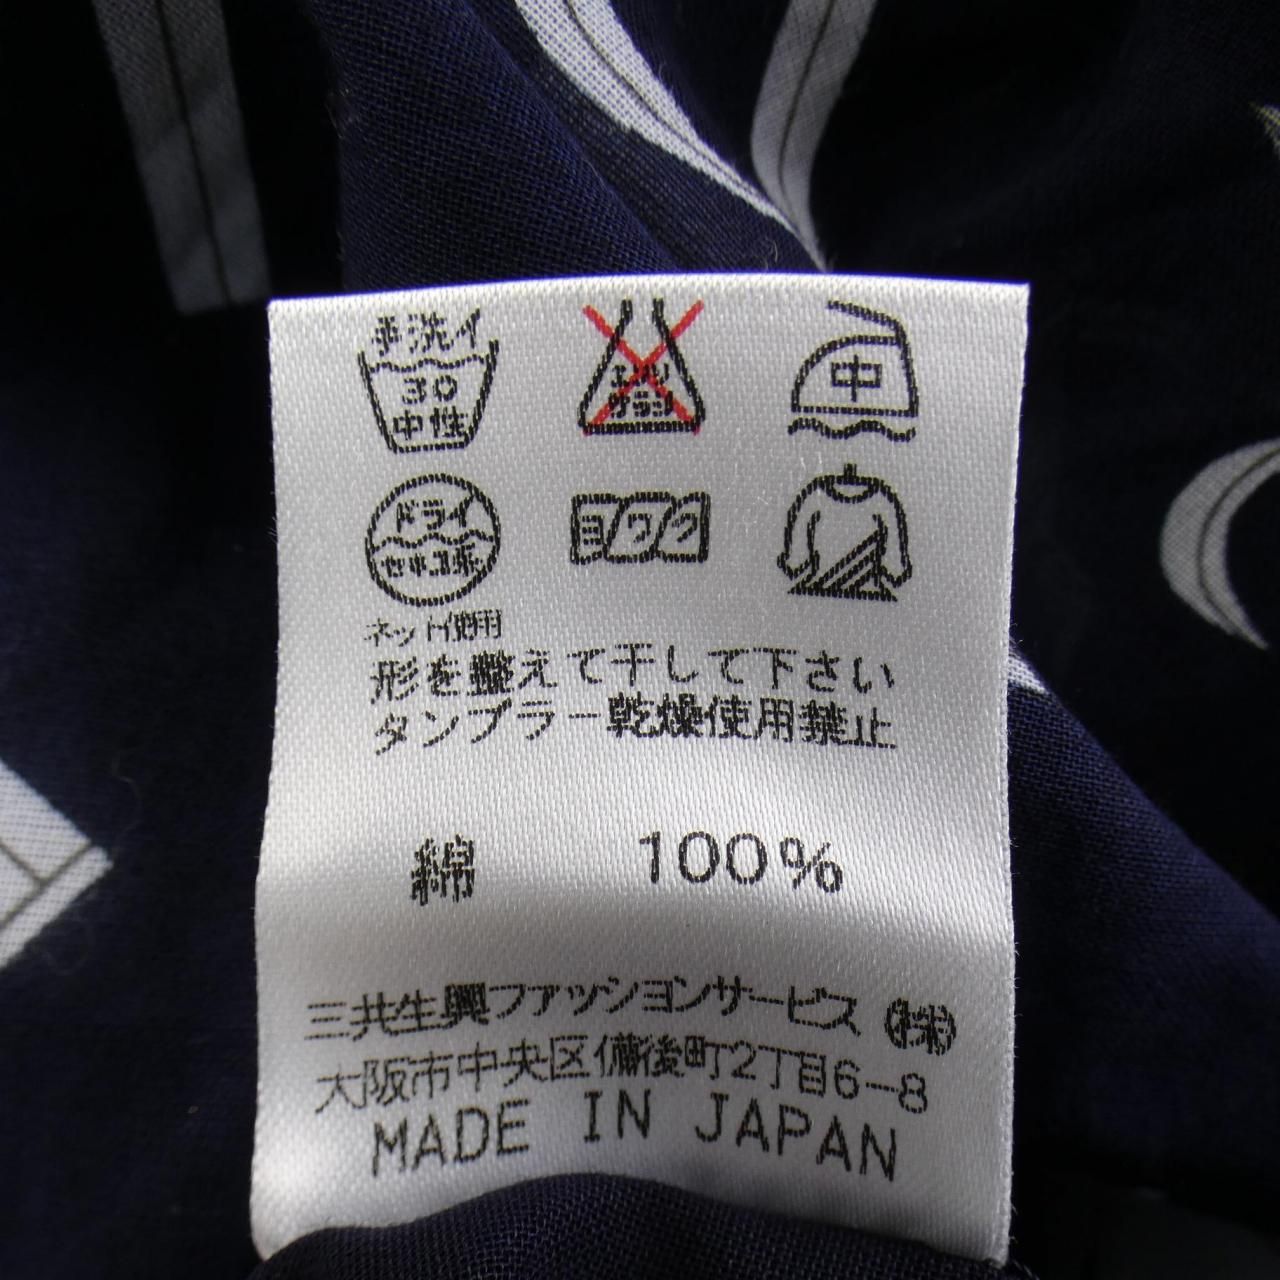 手洗イ
30
中性
エンソ
サラシ
中
ドライ
セキユ系
ヨワク
ネット使用
形を整えて干して下さい
タンブラー乾燥使用禁止
綿 100%
三共生興ファッションサービス(株)
大阪市中央区備後町2丁目6-8
MADE IN JAPAN